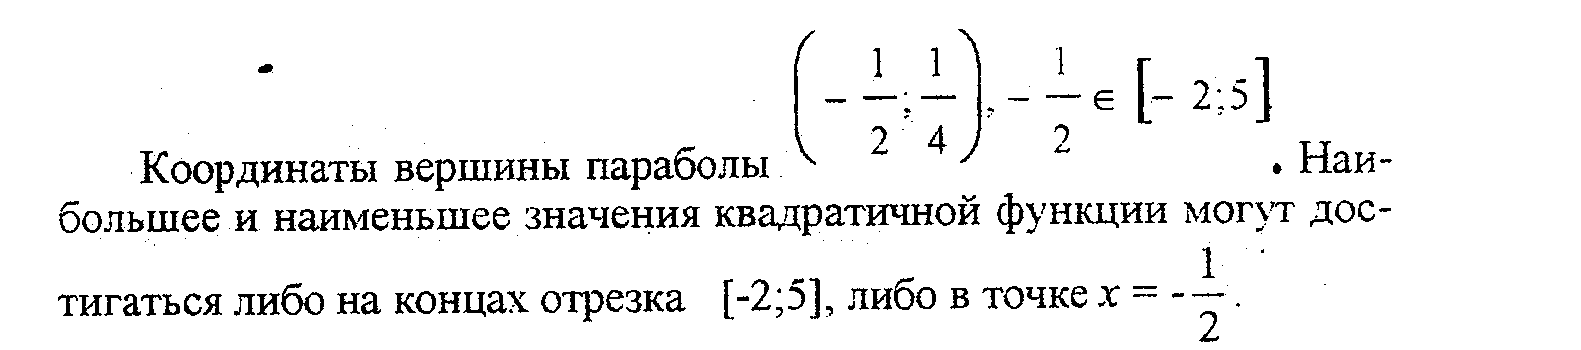 Координаты вершины параболы (-1/2; 1/4), -1/2 ∈ [- 2;5]. Наи-
большее и наименьшее значения квадратичной функции могут дос-
тигаться либо на концах отрезка [-2;5], либо в точке x = -1/2.